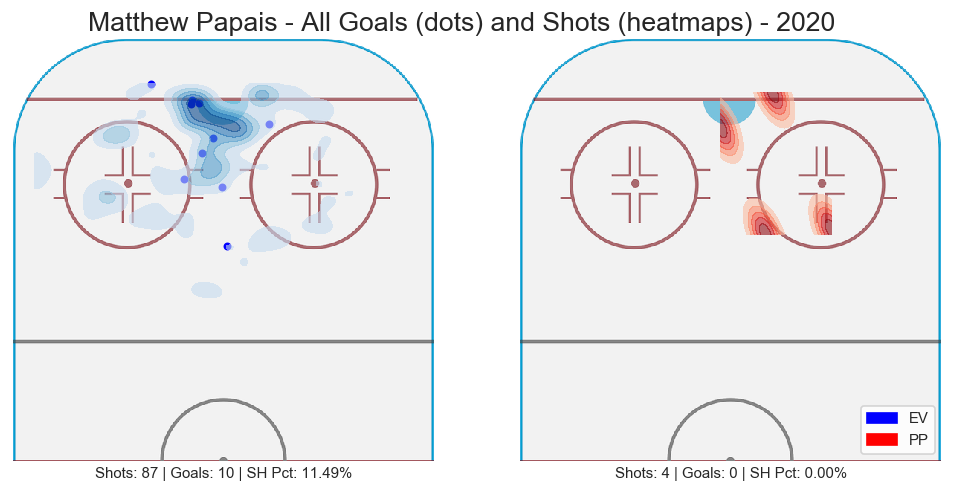 Matthew Papais - All Goals (dots) and Shots (heatmaps) - 2020
EV
PP
Shots: 87 | Goals: 10 | SH Pct: 11.49%
Shots: 4 | Goals: 0 | SH Pct: 0.00%